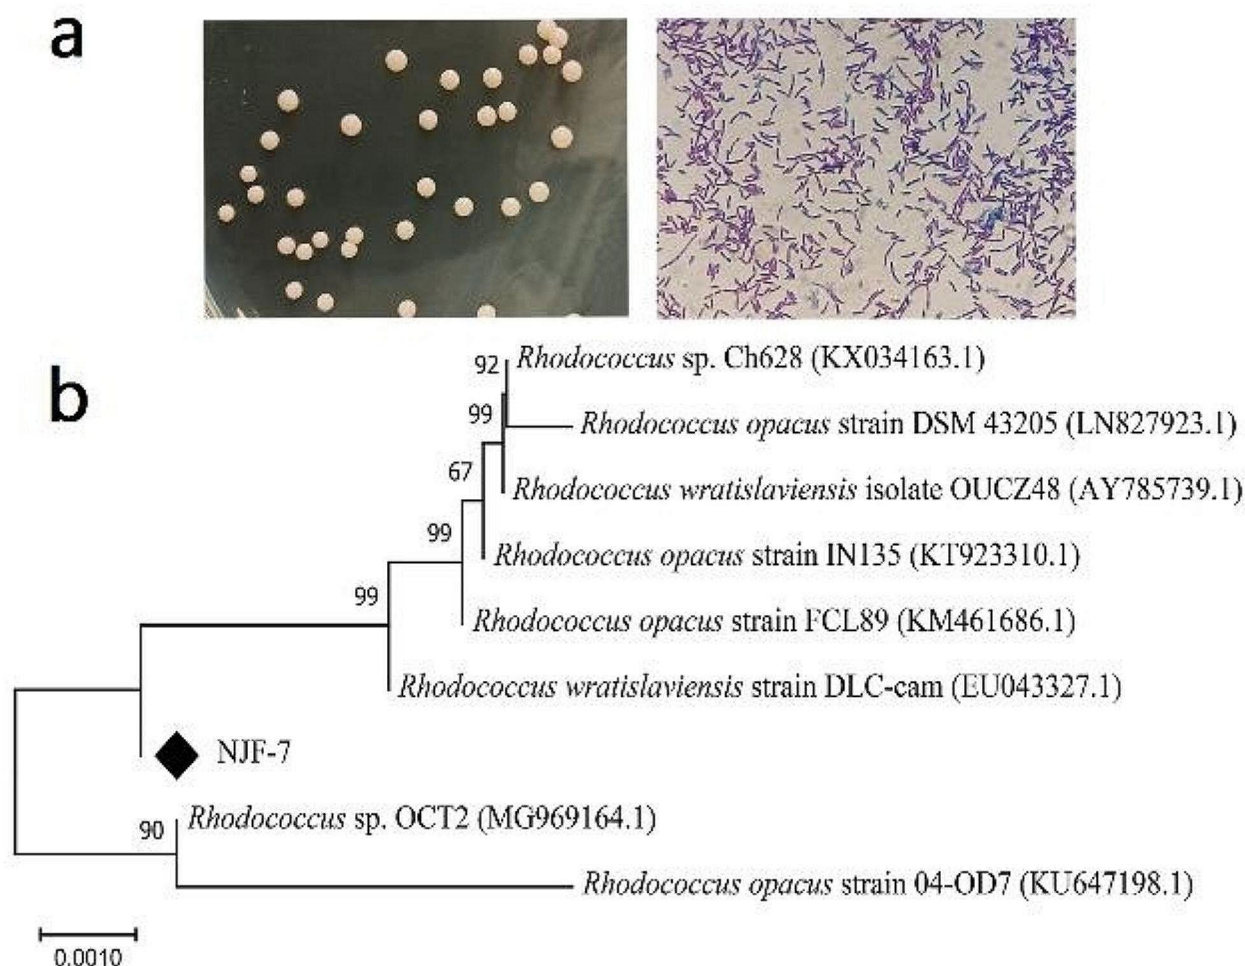 a
b
92
Rhodococcus sp. Ch628 (KX034163.1)
99
Rhodococcus opacus strain DSM 43205 (LN827923.1)
67
Rhodococcus wratislaviensis isolate OUCZ48 (AY785739.1)
99
Rhodococcus opacus strain IN135 (KT923310.1)
99
Rhodococcus opacus strain FCL89 (KM461686.1)
Rhodococcus wratislaviensis strain DLC-cam (EU043327.1)
NJF-7
90
Rhodococcus sp. OCT2 (MG969164.1)
Rhodococcus opacus strain 04-OD7 (KU647198.1)
0.0010